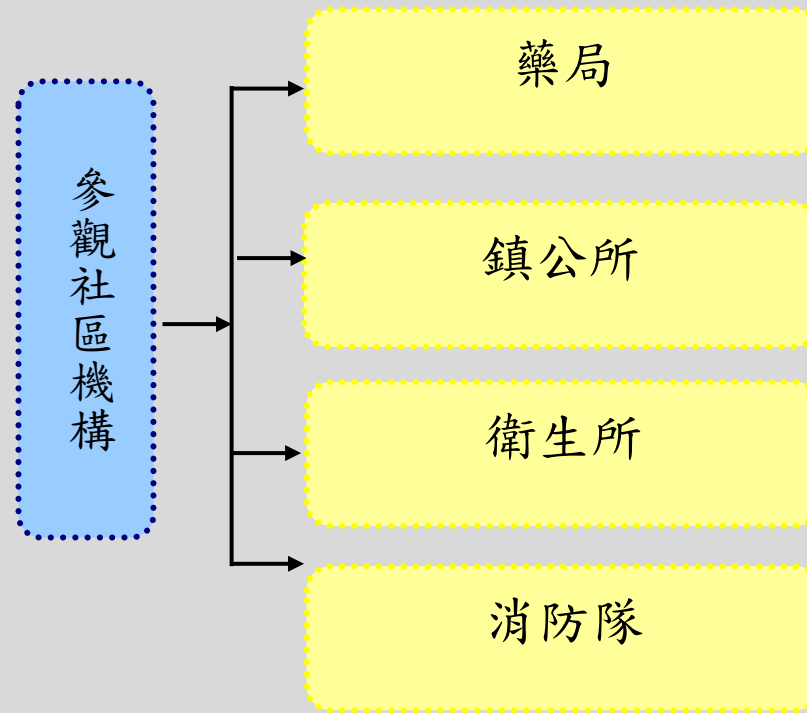 參觀社區機構
藥局
鎮公所
衛生所
消防隊